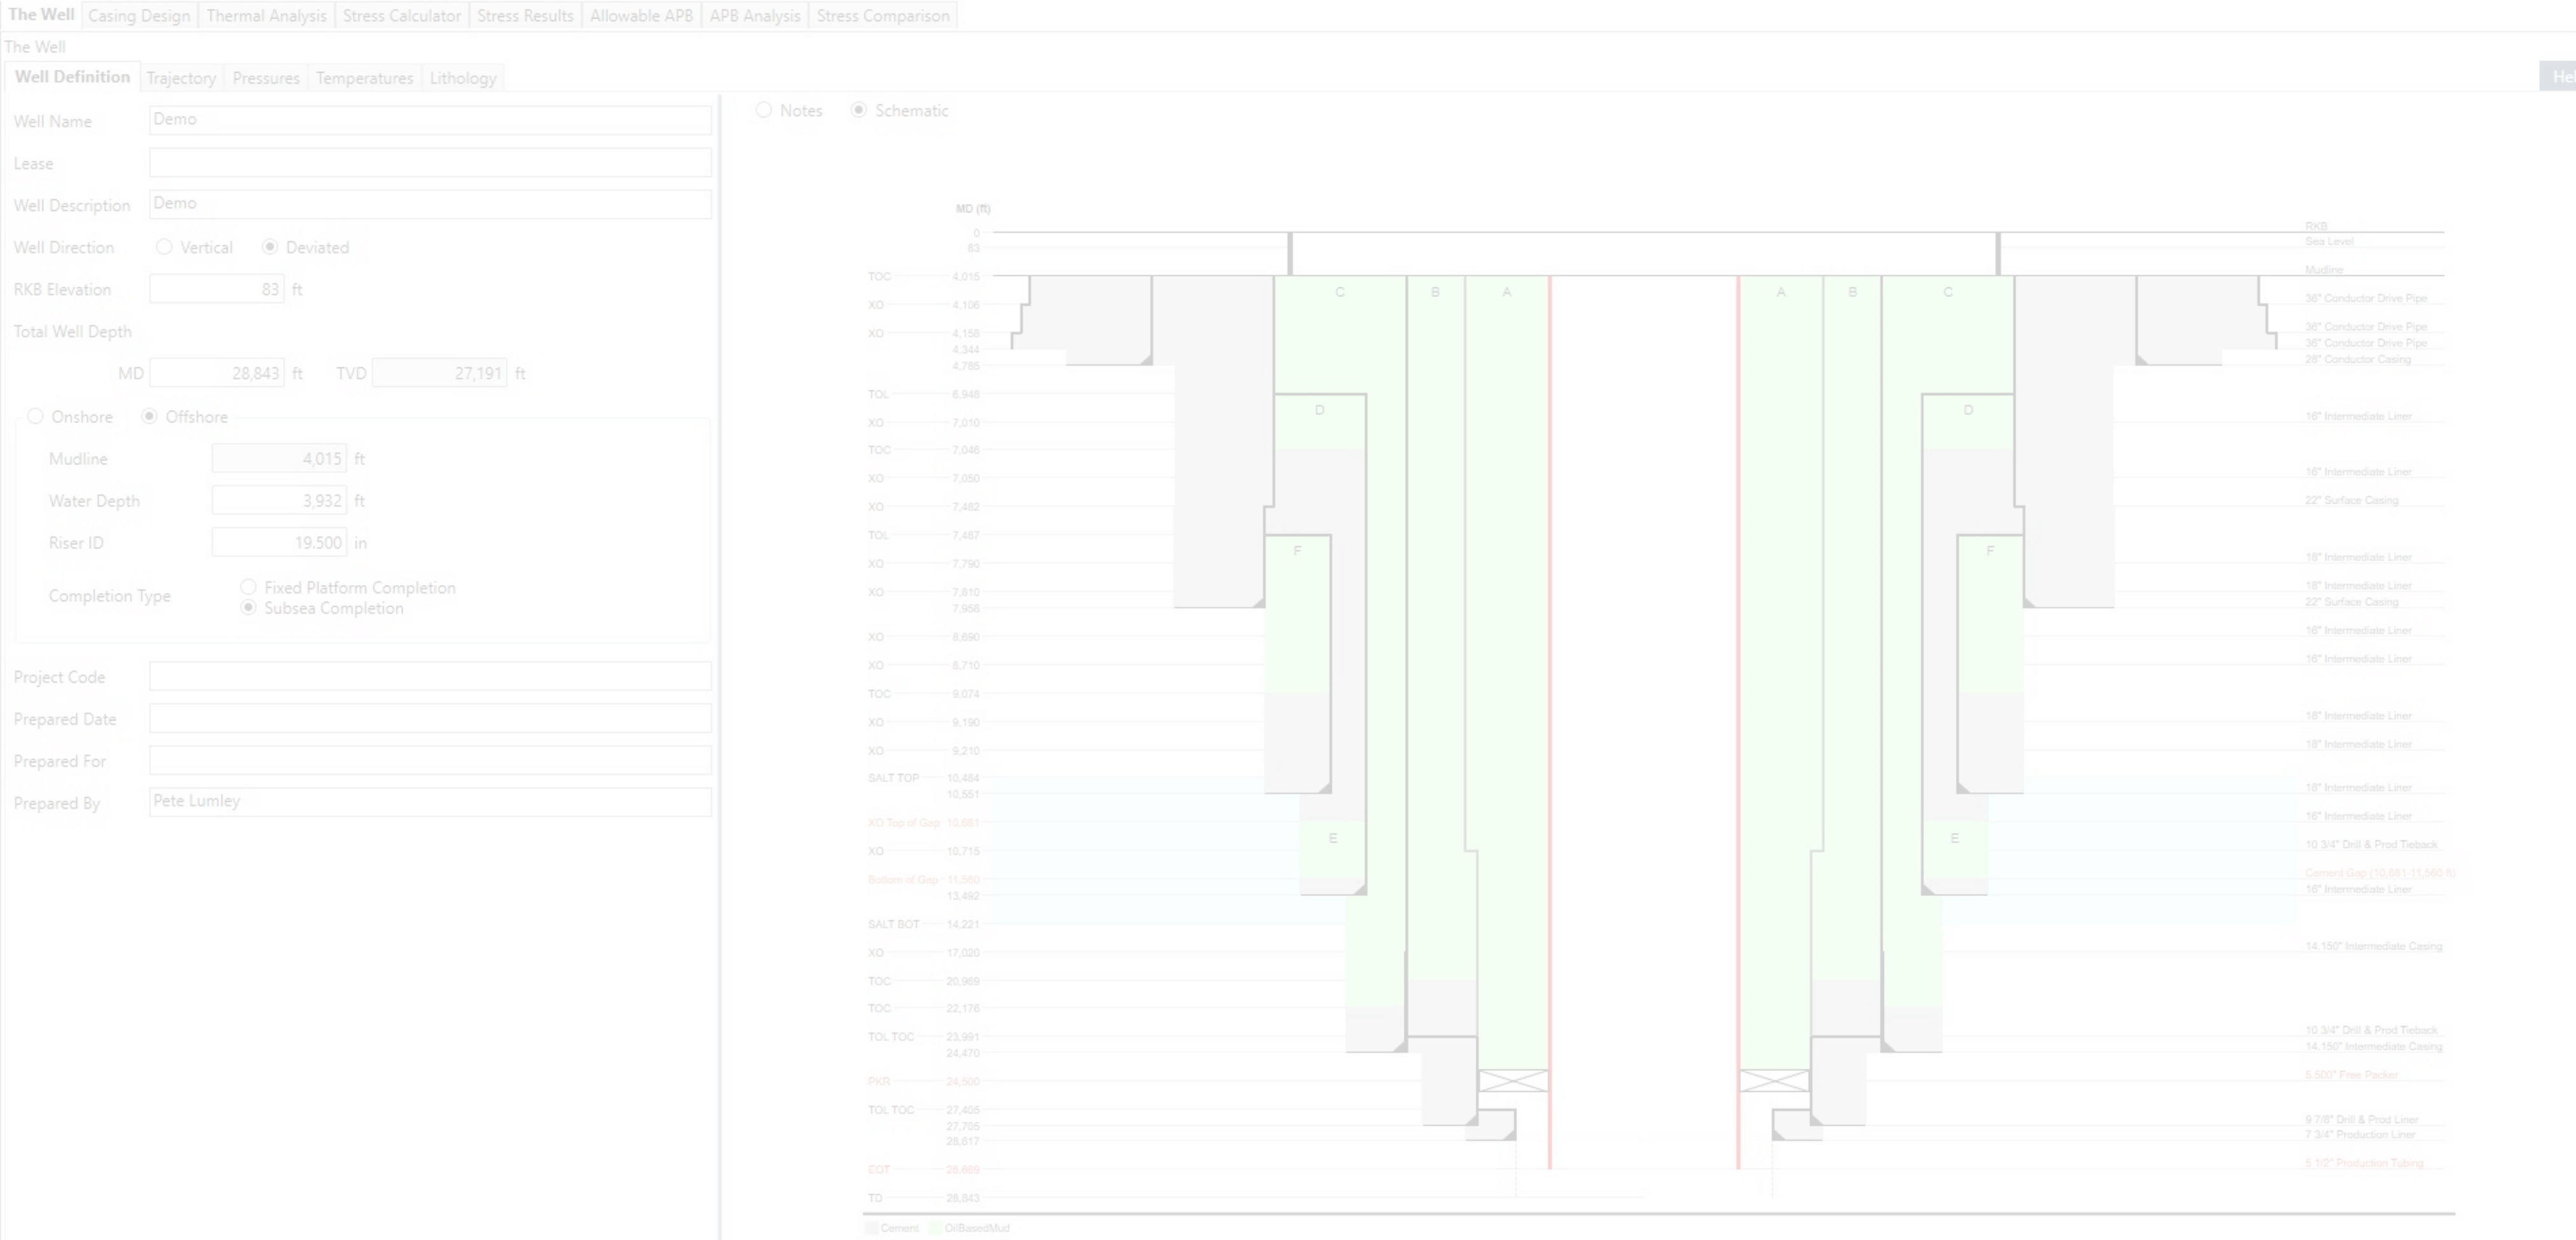 The Well Casing Design Thermal Analysis Stress Calculator Stress Results Allowable APB APB Analysis Stress Comparison
The Well
Well Definition Trajectory Pressures Temperatures Lithology
Well Name Demo
Lease
Well Description Demo
Well Direction Vertical Deviated
RKB Elevation 83 ft
Total Well Depth
MD 28,843 ft TVD 27,191 ft
Onshore Offshore
Mudline 4,015 ft
Water Depth 3,932 ft
Riser ID 19.500 in
Completion Type Fixed Platform Completion
Subsea Completion
Project Code
Prepared Date
Prepared For
Prepared By Pete Lumley
Notes Schematic
MD (ft)
0 RKB
83 Sea Level
TOC 4,015 Mudline
C B A A B C
XO 4,106 36" Conductor Drive Pipe
XO 4,156 36" Conductor Drive Pipe
4,344 36" Conductor Drive Pipe
4,785 28" Conductor Casing
TOL 6,948
D D
XO 7,010 16" Intermediate Liner
TOC 7,046
XO 7,050 16" Intermediate Liner
XO 7,482 22" Surface Casing
TOL 7,487
F F
XO 7,790 18" Intermediate Liner
XO 7,810 18" Intermediate Liner
7,958 22" Surface Casing
XO 8,690 16" Intermediate Liner
XO 8,710 16" Intermediate Liner
TOC 9,074
XO 9,190 18" Intermediate Liner
XO 9,210 18" Intermediate Liner
SALT TOP 10,484
10,551 18" Intermediate Liner
XO Top of Gap 10,681 16" Intermediate Liner
E E
XO 10,715 10 3/4" Drill & Prod Tieback
Bottom of Gap 11,560 Cement Gap (10,681-11,560 ft)
13,492 16" Intermediate Liner
SALT BOT 14,221
XO 17,020 14.150" Intermediate Casing
TOC 20,969
TOC 22,176
TOL TOC 23,991 10 3/4" Drill & Prod Tieback
24,470 14.150" Intermediate Casing
PKR 24,500 5.500" Free Packer
TOL TOC 27,405
27,705 9 7/8" Drill & Prod Liner
28,617 7 3/4" Production Liner
EOT 28,669 5 1/2" Production Tubing
TD 28,843
Cement OilBasedMud